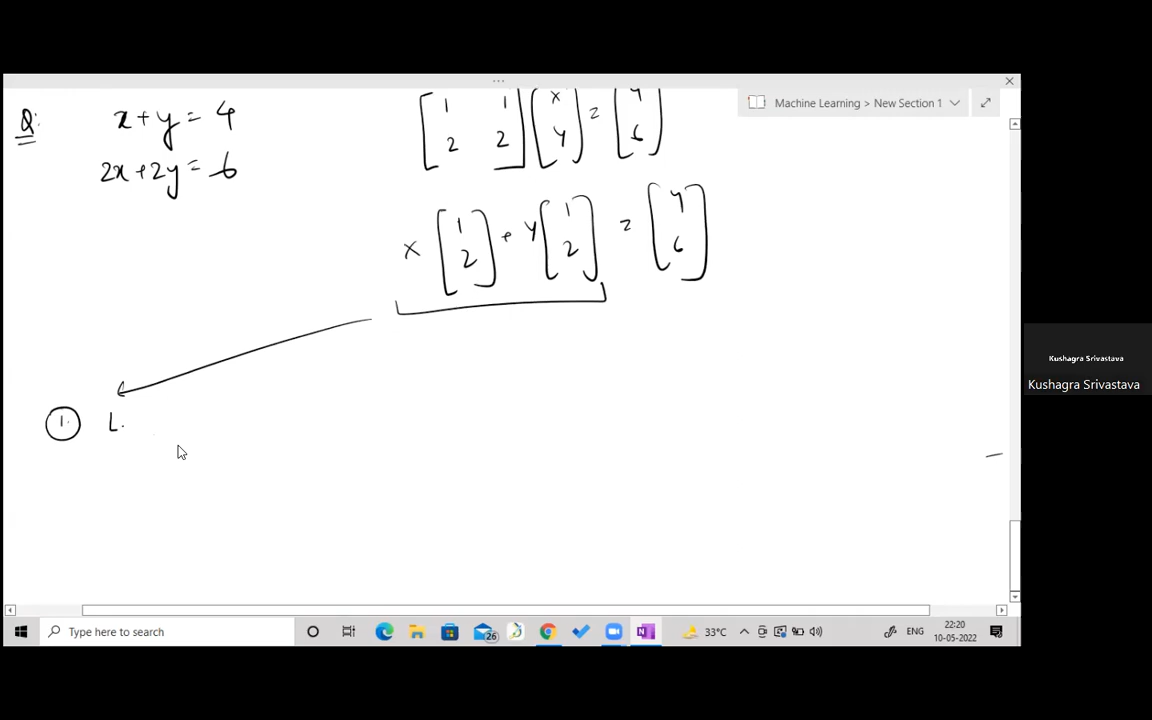 Machine Learning > New Section 1
Q: x+y = 4
2x+2y = 6
[1 1
2 2] [x
y] = [4
6]
x [1
2] + y [1
2] = [4
6]
① L.
Kushagra Srivastava
Kushagra Srivastava
Type here to search
26
33°C
ENG
22:20
10-05-2022